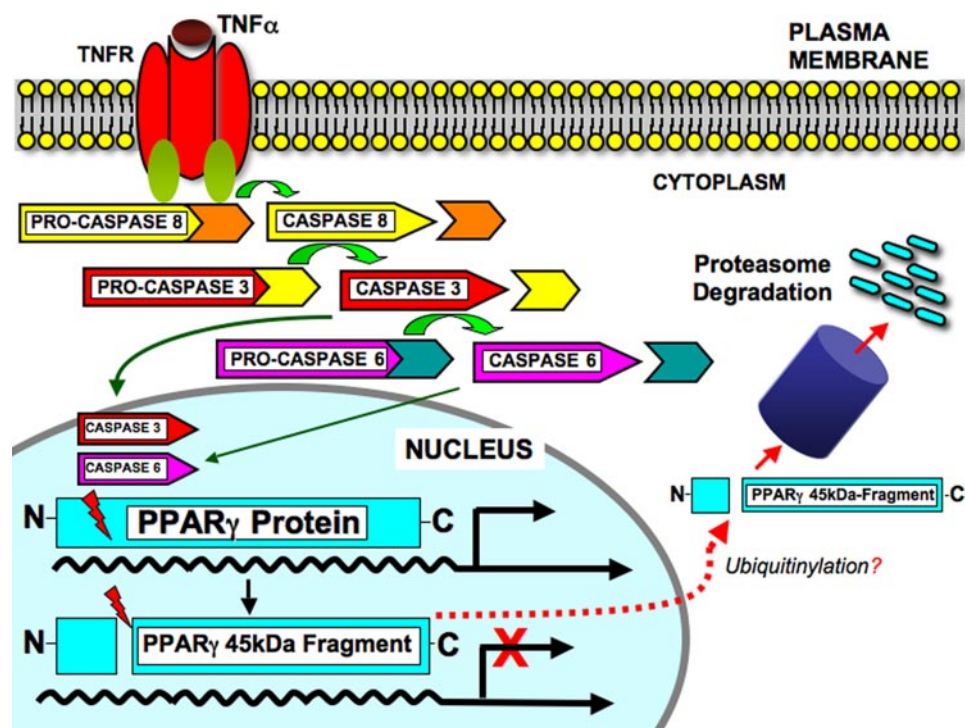 TNFα
TNFR
PLASMA
MEMBRANE
CYTOPLASM
PRO-CASPASE 8
CASPASE 8
PRO-CASPASE 3
CASPASE 3
Proteasome
Degradation
PRO-CASPASE 6
CASPASE 6
CASPASE 3
CASPASE 6
NUCLEUS
N
PPARγ 45kDa-Fragment
C
N
PPARγ Protein
C
Ubiquitinylation?
N
PPARγ 45kDa Fragment
C
X